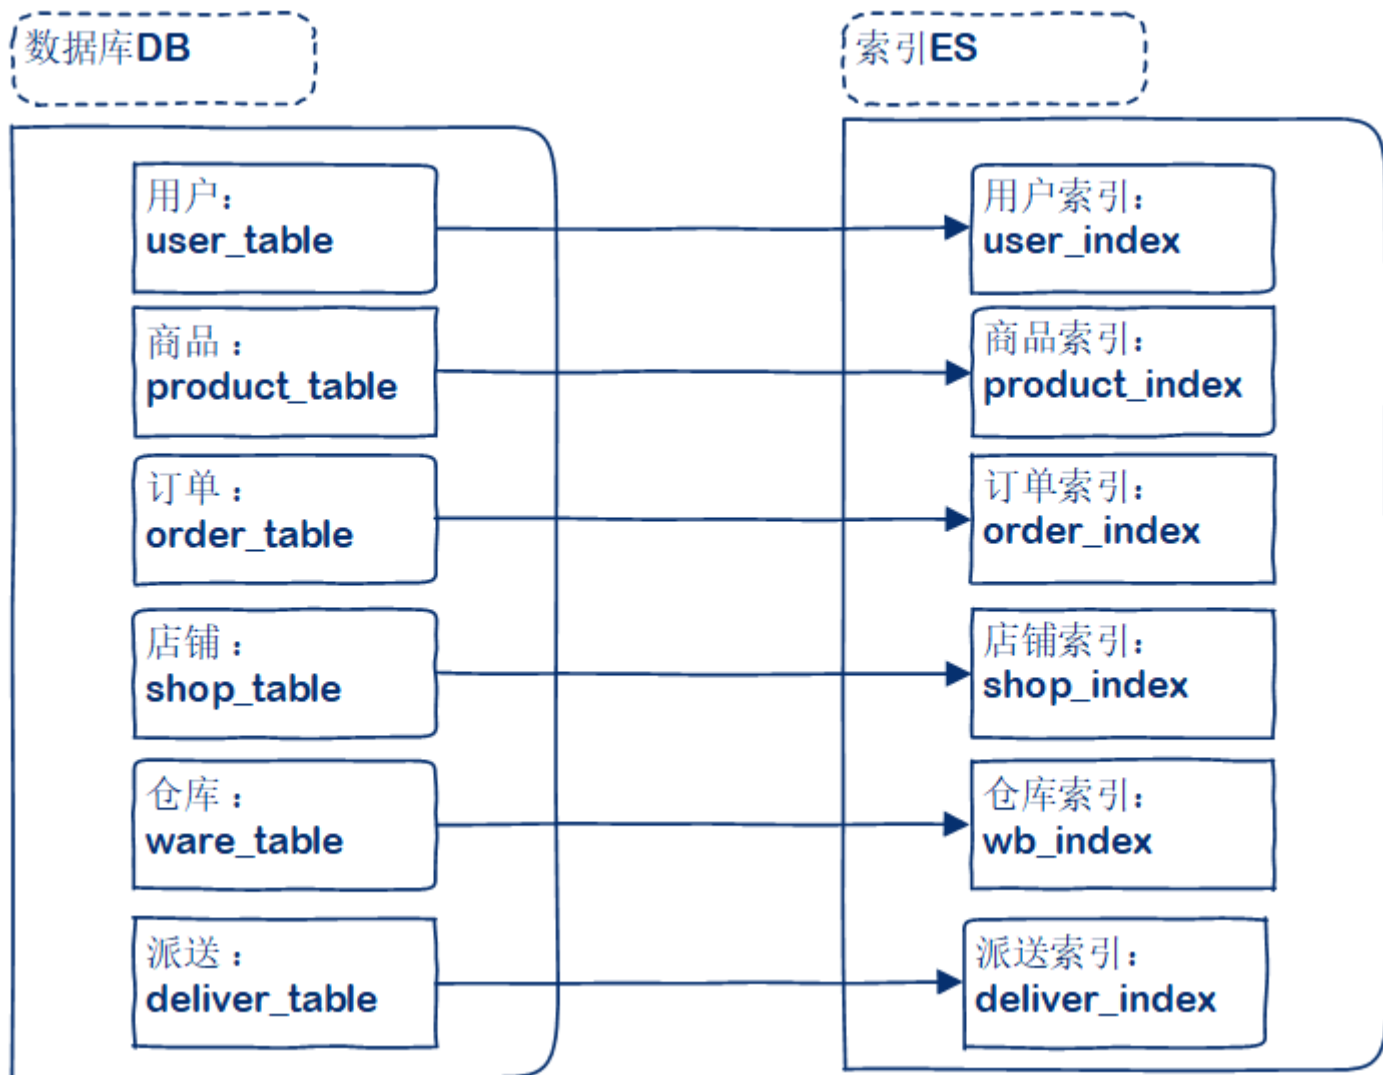 数据库DB
索引ES
用户：
user_table
用户索引：
user_index
商品：
product_table
商品索引：
product_index
订单：
order_table
订单索引：
order_index
店铺：
shop_table
店铺索引：
shop_index
仓库：
ware_table
仓库索引：
wb_index
派送：
deliver_table
派送索引：
deliver_index